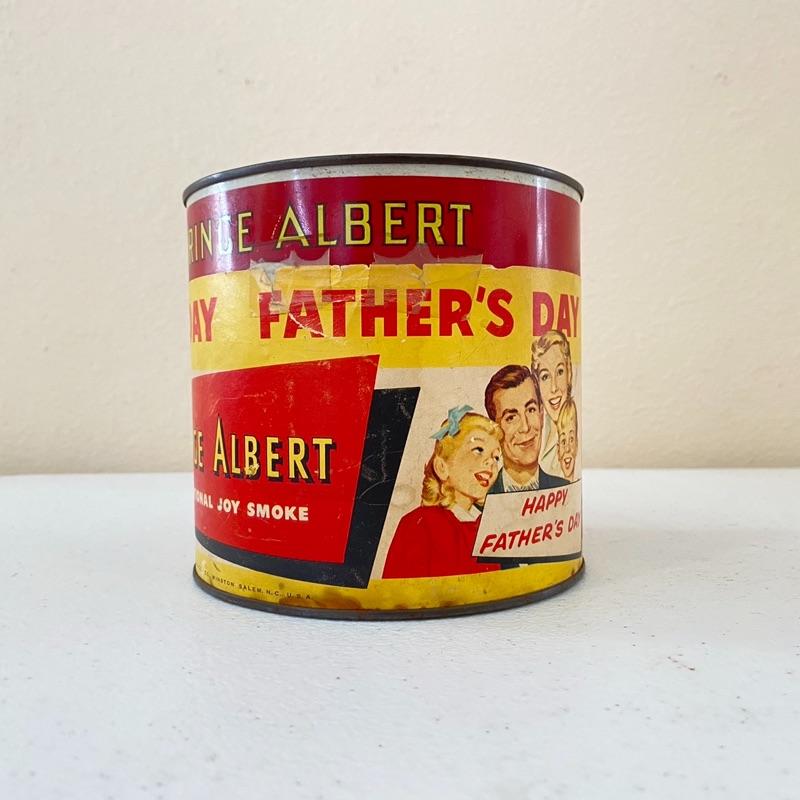 RINCE ALBERT
AY FATHER'S DAY
CE ALBERT
ONAL JOY SMOKE
HAPPY
FATHER'S DAY
WINSTON SALEM, N.C., U.S.A.